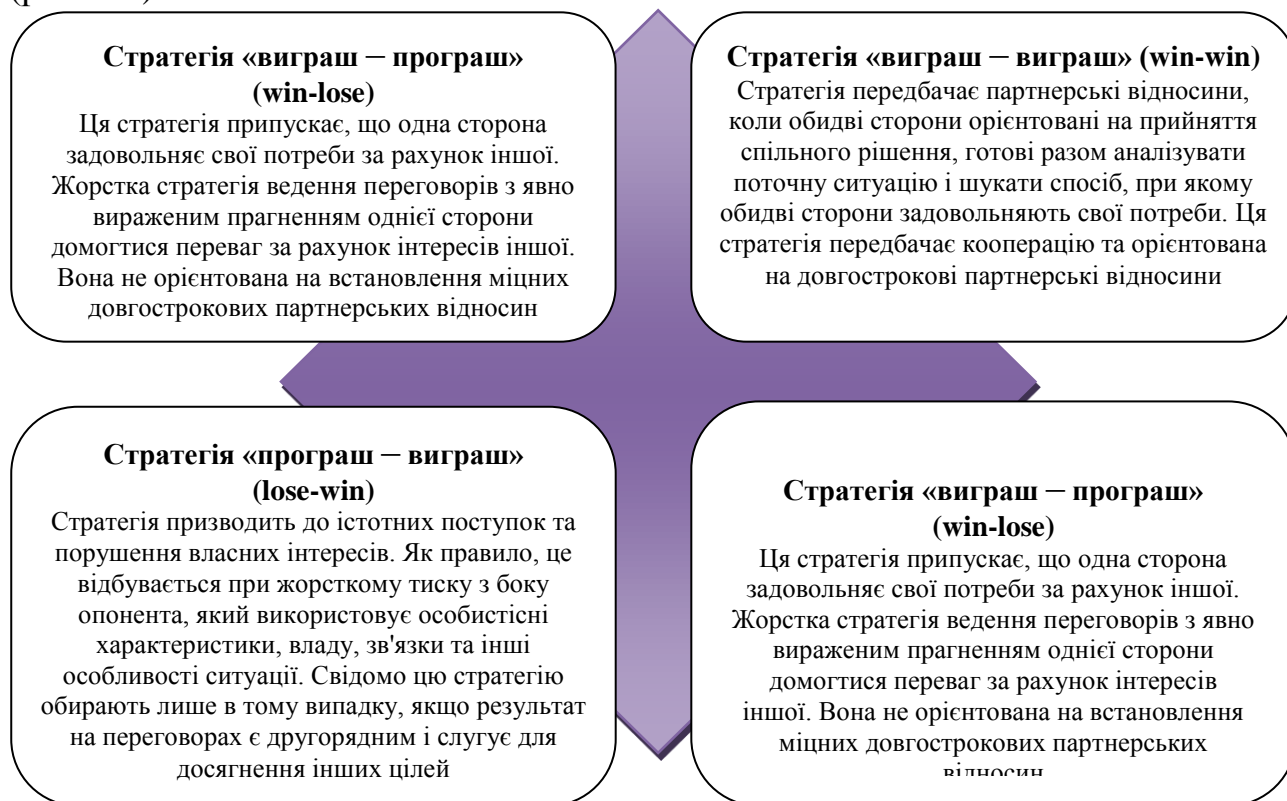 Стратегія «виграш – програш»
(win-lose)
Ця стратегія припускає, що одна сторона
задовольняє свої потреби за рахунок іншої.
Жорстка стратегія ведення переговорів з явно
вираженим прагненням однієї сторони
домогтися переваг за рахунок інтересів іншої.
Вона не орієнтована на встановлення міцних
довгострокових партнерських відносин
Стратегія «виграш – виграш» (win-win)
Стратегія передбачає партнерські відносини,
коли обидві сторони орієнтовані на прийняття
спільного рішення, готові разом аналізувати
поточну ситуацію і шукати спосіб, при якому
обидві сторони задовольняють свої потреби. Ця
стратегія передбачає кооперацію та орієнтована
на довгострокові партнерські відносини
Стратегія «програш – виграш»
(lose-win)
Стратегія призводить до істотних поступок та
порушення власних інтересів. Як правило, це
відбувається при жорсткому тиску з боку
опонента, який використовує особистісні
характеристики, владу, зв'язки та інші
особливості ситуації. Свідомо цю стратегію
обирають лише в тому випадку, якщо результат
на переговорах є другорядним і слугує для
досягнення інших цілей
Стратегія «виграш – програш»
(win-lose)
Ця стратегія припускає, що одна сторона
задовольняє свої потреби за рахунок іншої.
Жорстка стратегія ведення переговорів з явно
вираженим прагненням однієї сторони
домогтися переваг за рахунок інтересів
іншої. Вона не орієнтована на встановлення
міцних довгострокових партнерських
відносин